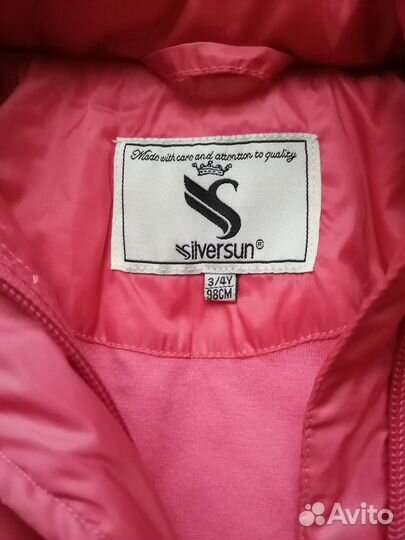 Made with care and attention to quality
silversun®
3/4Y
98CM
Avito